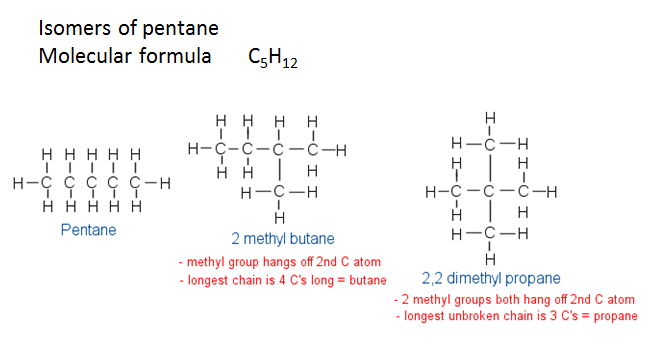 Isomers of pentane
Molecular formula C₅H₁₂
H H H H H
H-C C C C C-H
H H H H H
Pentane
H H H H
H-C-C-C-C-H
H H H
H-C-H
H
2 methyl butane
- methyl group hangs off 2nd C atom
- longest chain is 4 C's long = butane
H
H-C-H
H H
H-C-C-C-H
H H
H-C-H
H
2,2 dimethyl propane
- 2 methyl groups both hang off 2nd C atom
- longest unbroken chain is 3 C's = propane